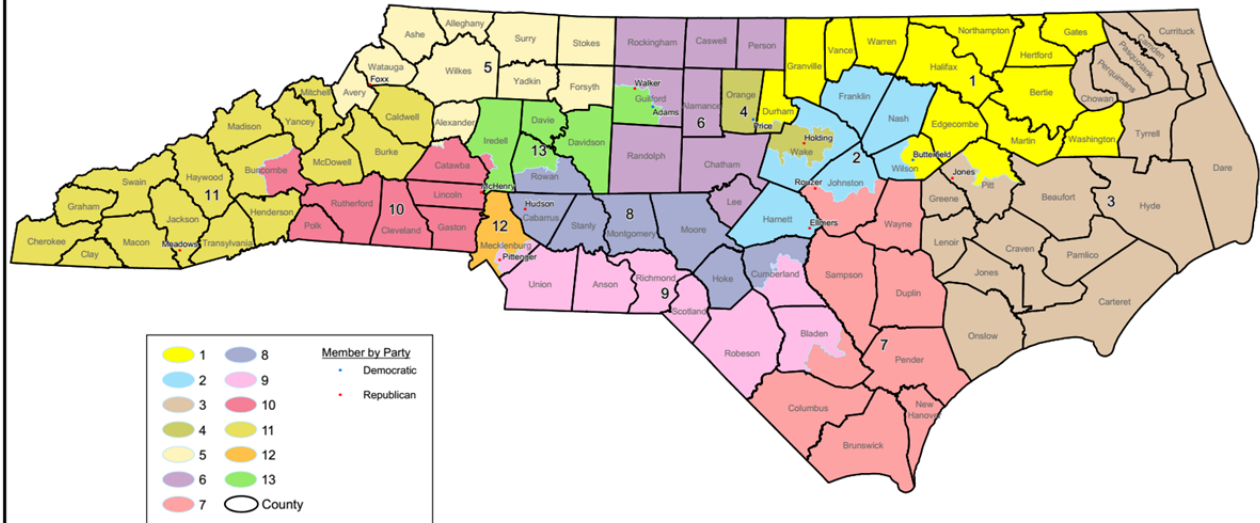 Ashe
Alleghany
Surry
Stokes
Rockingham
Caswell
Person
Granville
Vance
Warren
Northampton
Gates
Hertford
Halifax
1
Camden
Currituck
Pasquotank
Perquimans
Chowan
Bertie
Watauga
Foxx
Wilkes
5
Yadkin
Forsyth
Walker
Guilford
Adams
Alamance
6
Orange
4
Price
Durham
Franklin
Nash
Edgecombe
Martin
Washington
Tyrrell
Dare
Mitchell
Avery
Caldwell
Alexander
Iredell
Davie
13
Davidson
Rowan
Randolph
Chatham
Holding
Wake
2
Butterfield
Wilson
Madison
Yancey
Burke
McDowell
Buncombe
Haywood
11
Swain
Graham
Jackson
Henderson
Cherokee
Macon
Meadows
Transylvania
Clay
Catawba
McHenry
Lincoln
Rutherford
10
Polk
Cleveland
Gaston
Hudson
Cabarrus
12
Mecklenburg
Pittenger
Stanly
8
Montgomery
Moore
Lee
Rouzer
Johnston
Harnett
Ellmers
Jones
Pitt
Greene
Beaufort
3
Hyde
Wayne
Lenoir
Craven
Pamlico
Jones
Carteret
Onslow
Union
Anson
Richmond
9
Scotland
Hoke
Cumberland
Sampson
Duplin
Robeson
Bladen
7
Pender
Columbus
New
Hanover
Brunswick
1
2
3
4
5
6
7
8
9
10
11
12
13
County
Member by Party
Democratic
Republican